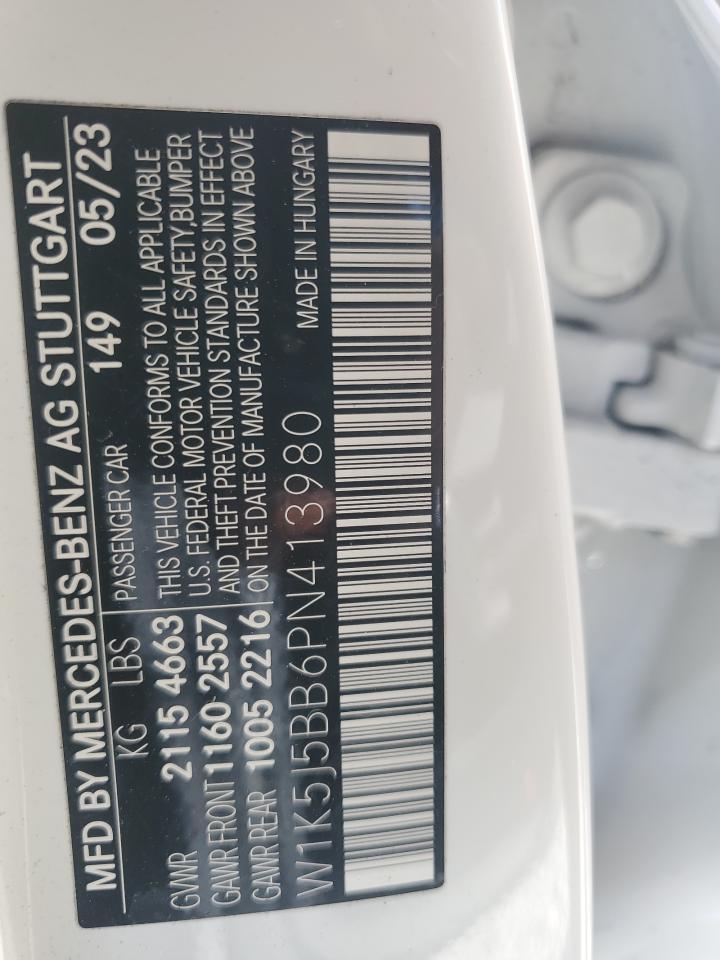 MFD BY MERCEDES-BENZ AG STUTTGART
KG LBS PASSENGER CAR 149 05/23
GVWR 2115 4663 THIS VEHICLE CONFORMS TO ALL APPLICABLE
GAWR FRONT 1160 2557 U.S. FEDERAL MOTOR VEHICLE SAFETY,BUMPER
AND THEFT PREVENTION STANDARDS IN EFFECT
GAWR REAR 1005 2216 ON THE DATE OF MANUFACTURE SHOWN ABOVE
W1K5J5BB6PN413980 MADE IN HUNGARY